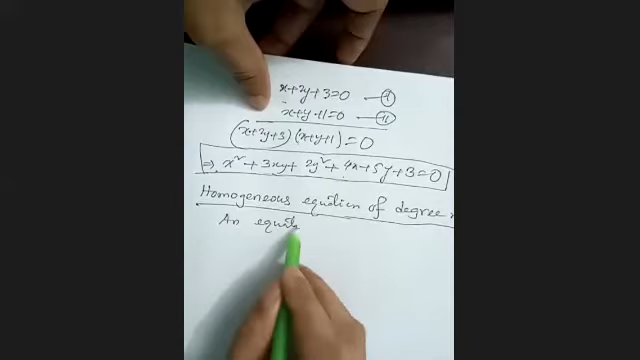 x+2y+3=0 — I
x+y+1=0 — II
(x+2y+3)(x+y+1)=0
⇒ x²+3xy+2y²+4x+5y+3=0
Homogeneous equation of degree n
An equati